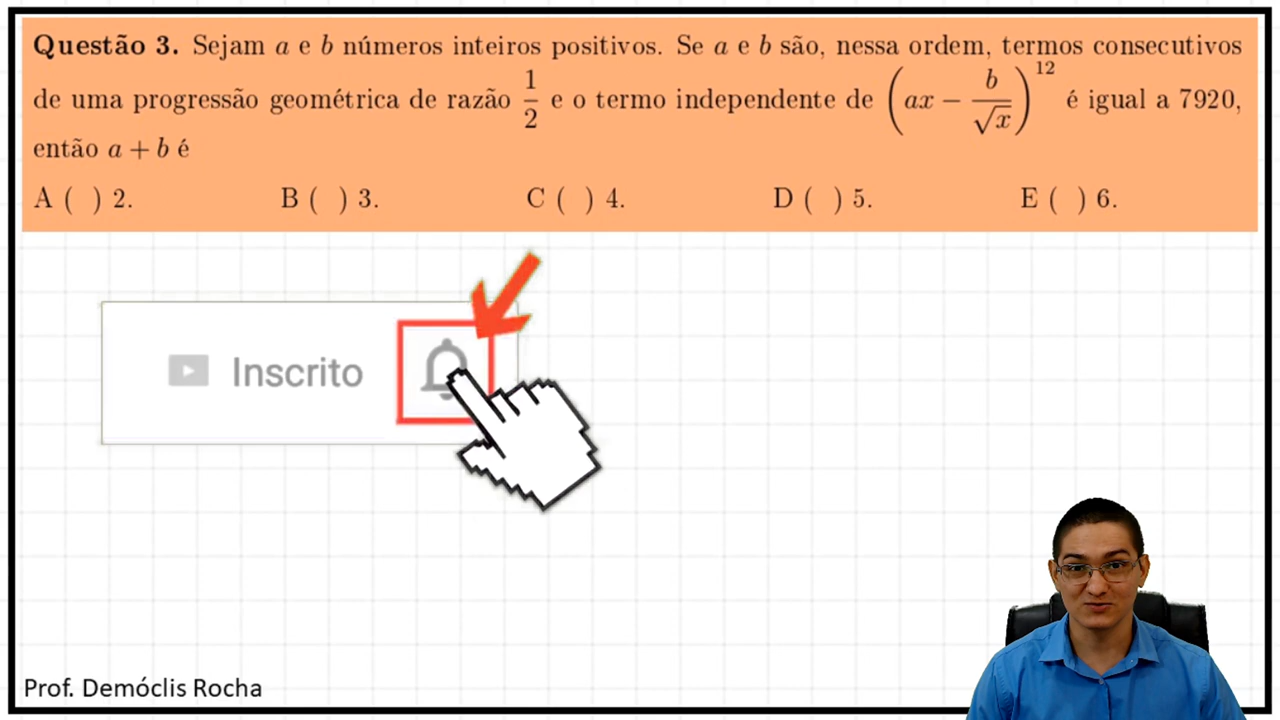 Questão 3. Sejam a e b números inteiros positivos. Se a e b são, nessa ordem, termos consecutivos
de uma progressão geométrica de razão 1/2 e o termo independente de (ax − b/√x)^12 é igual a 7920,
então a + b é
A ( ) 2. B ( ) 3. C ( ) 4. D ( ) 5. E ( ) 6.
Inscrito
Prof. Demóclis Rocha